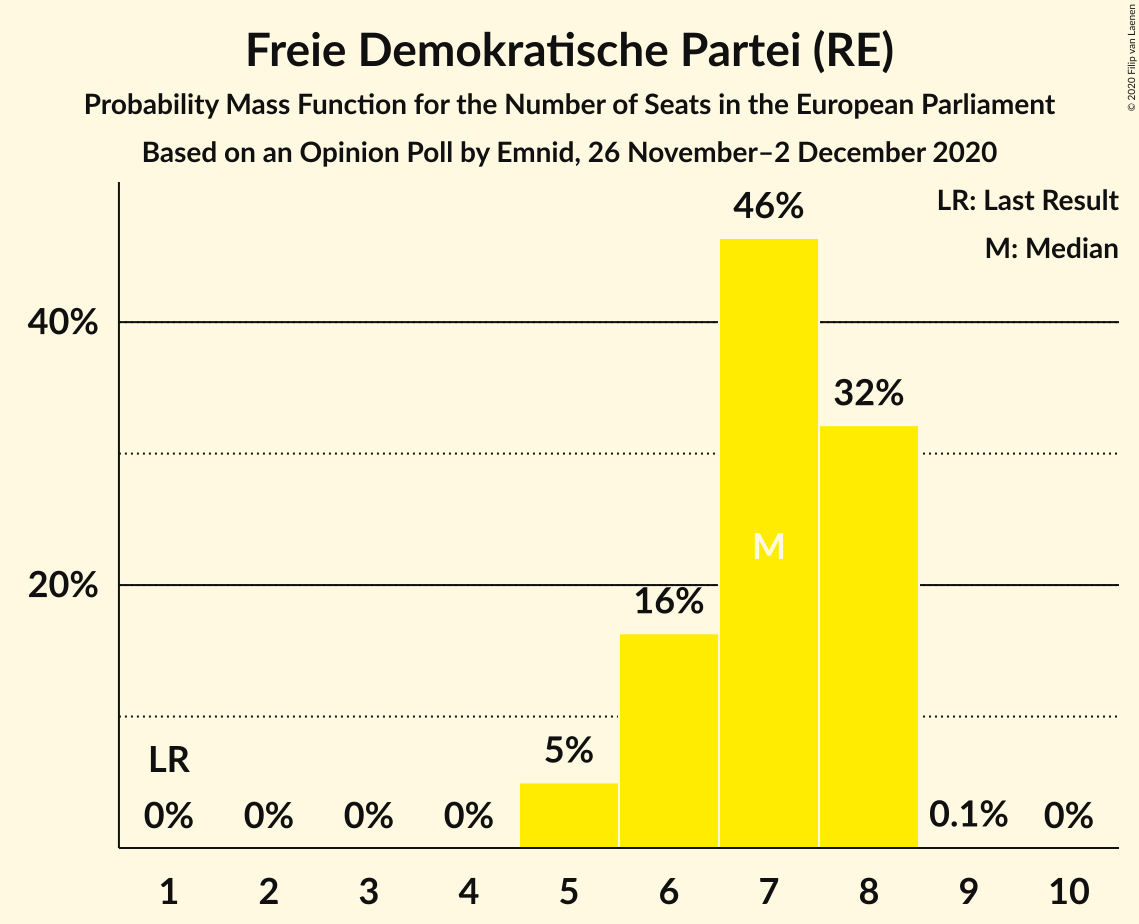 Freie Demokratische Partei (RE)
Probability Mass Function for the Number of Seats in the European Parliament
Based on an Opinion Poll by Emnid, 26 November–2 December 2020
© 2020 Filip van Laenen
LR: Last Result
M: Median
46%
40%
32%
M
20%
16%
LR
5%
0%
0%
0%
0%
0.1%
0%
1
2
3
4
5
6
7
8
9
10